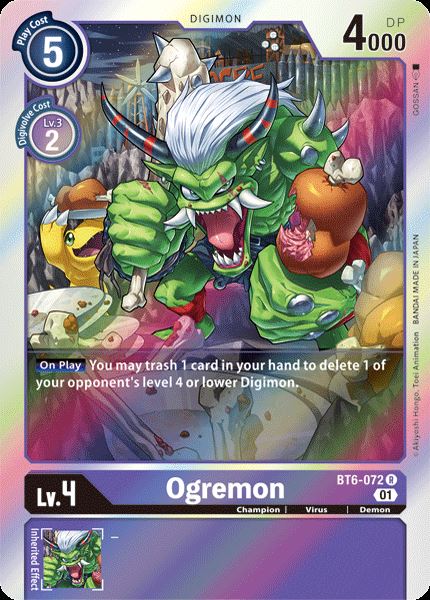 DIGIMON
Play Cost
5
DP
4000
Digivolve Cost
Lv.3
2
GOSSAN
©Akiyoshi Hongo, Toei Animation BANDAI MADE IN JAPAN
On Play You may trash 1 card in your hand to delete 1 of
your opponent's level 4 or lower Digimon.
Lv.4
Ogremon
BT6-072 R
01
Champion | Virus | Demon
Inherited Effect
–